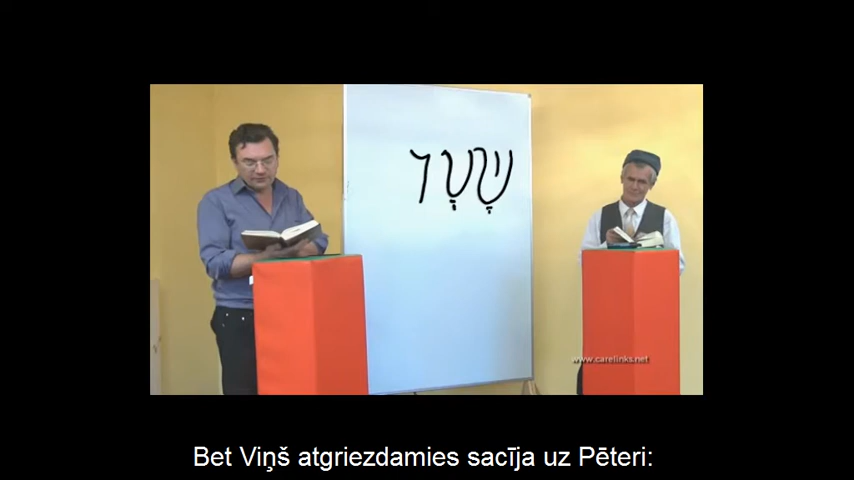 שָטָן
www.carelinks.net
Bet Viņš atgriezdamies sacīja uz Pēteri: